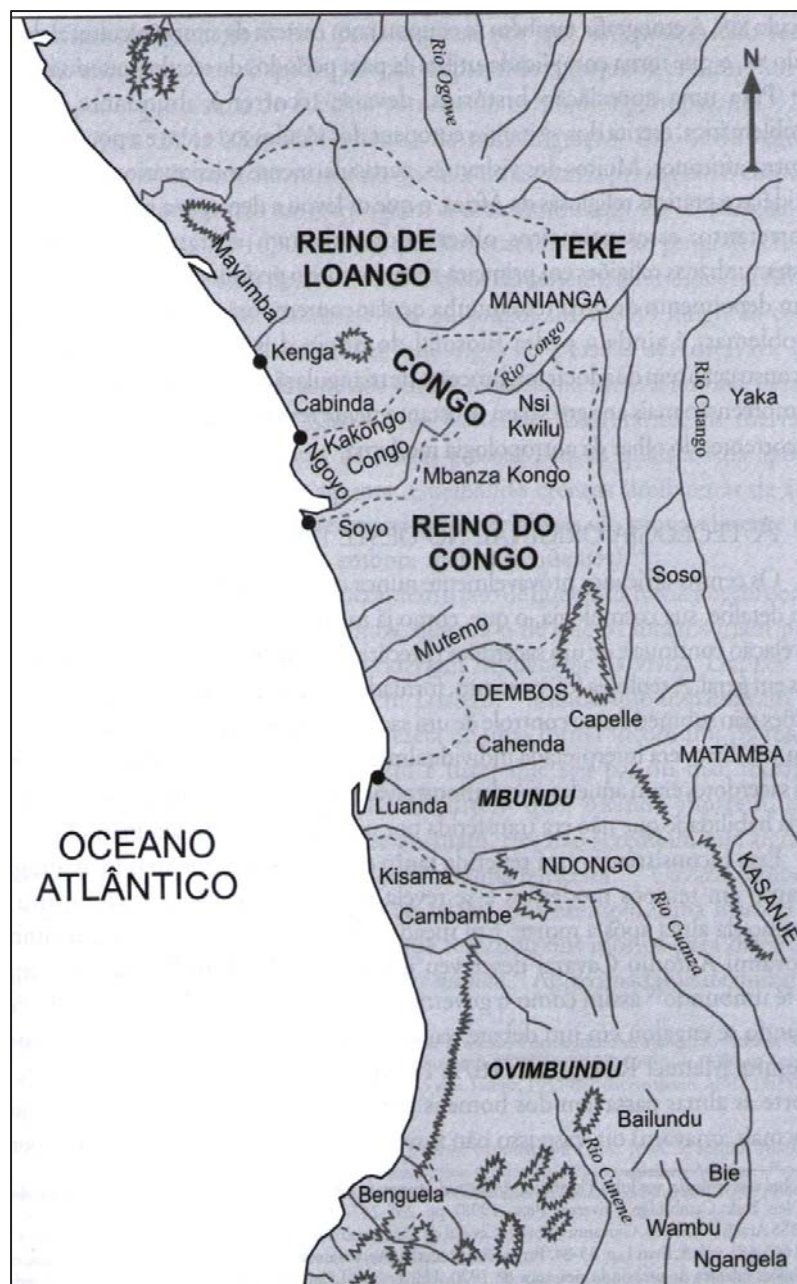 Rio Ogowe
N
Mayumba
REINO DE
LOANGO
TEKE
MANIANGA
Kenga
CONGO
Rio Congo
Rio Cuango
Yaka
Cabinda
Kakongo
Ngoyo
Congo
Nsi
Kwilu
Mbanza Kongo
Soyo
REINO DO
CONGO
Soso
Mutemo
DEMBOS
Capelle
Cahenda
MATAMBA
Luanda
MBUNDU
OCEANO
ATLÂNTICO
Kisama
NDONGO
KASANJE
Cambambe
Rio Cuanza
OVIMBUNDU
Bailundu
Rio Cunene
Bie
Benguela
Wambu
Ngangela